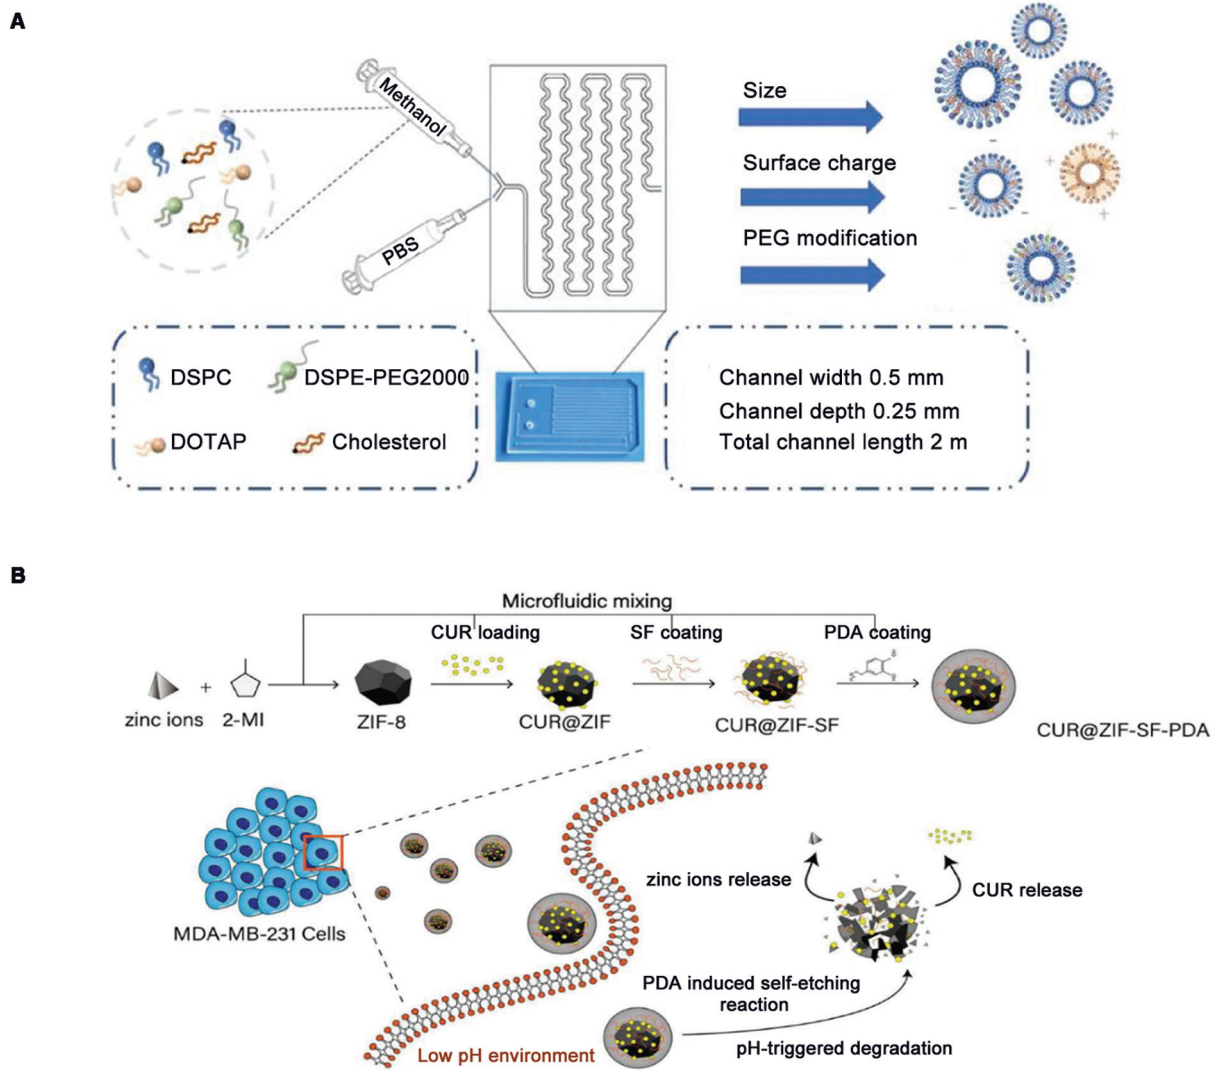 A
Methanol
PBS
Size
Surface charge
PEG modification
DSPC
DSPE-PEG2000
DOTAP
Cholesterol
Channel width 0.5 mm
Channel depth 0.25 mm
Total channel length 2 m
B
Microfluidic mixing
CUR loading
SF coating
PDA coating
zinc ions
+
2-MI
ZIF-8
CUR@ZIF
CUR@ZIF-SF
CUR@ZIF-SF-PDA
MDA-MB-231 Cells
zinc ions release
CUR release
PDA induced self-etching
reaction
Low pH environment
pH-triggered degradation